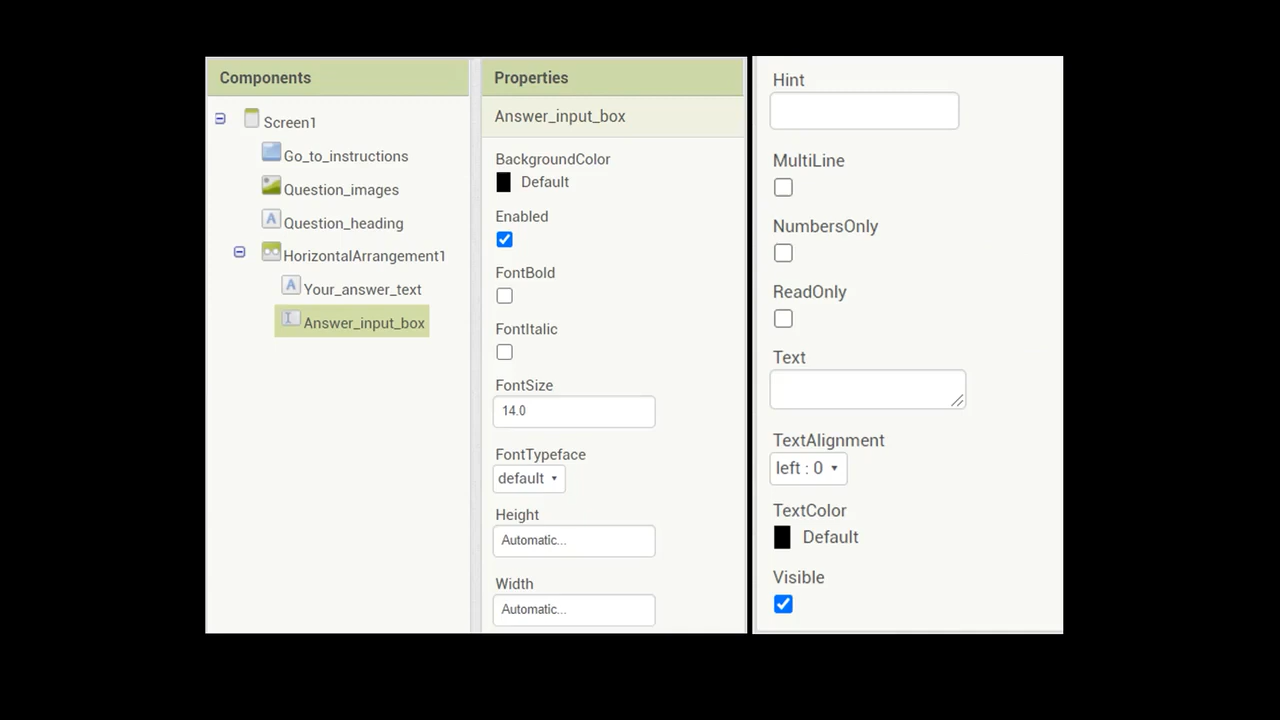 Components
Screen1
Go_to_instructions
Question_images
A Question_heading
HorizontalArrangement1
A Your_answer_text
Answer_input_box
Properties
Answer_input_box
BackgroundColor
Default
Enabled
FontBold
FontItalic
FontSize
14.0
FontTypeface
default
Height
Automatic...
Width
Automatic...
Hint
MultiLine
NumbersOnly
ReadOnly
Text
TextAlignment
left : 0
TextColor
Default
Visible